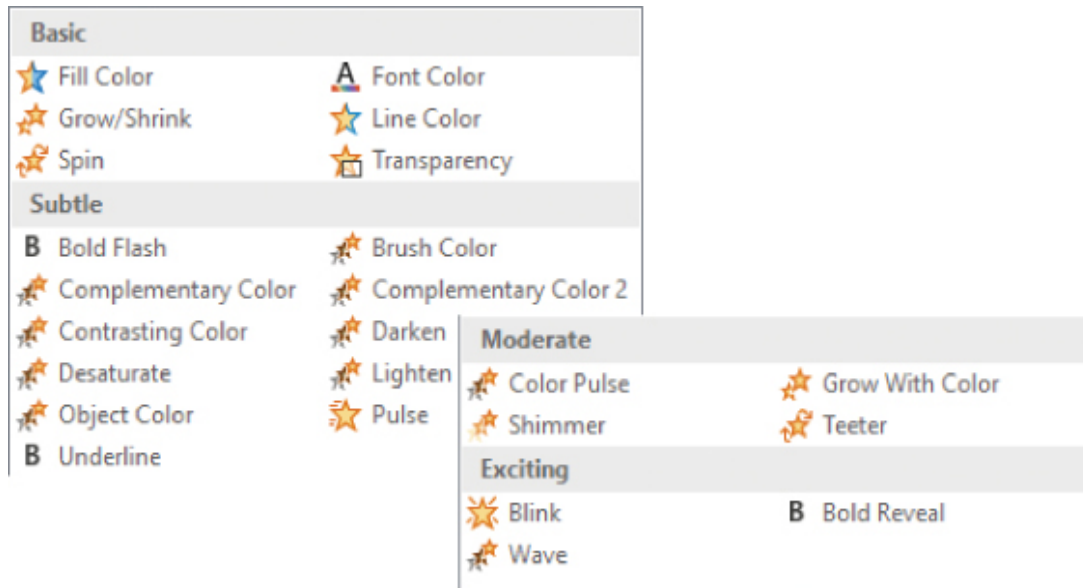 Basic
Fill Color Font Color
Grow/Shrink Line Color
Spin Transparency
Subtle
B Bold Flash Brush Color
Complementary Color Complementary Color 2
Contrasting Color Darken
Desaturate Lighten
Object Color Pulse
B Underline
Moderate
Color Pulse Grow With Color
Shimmer Teeter
Exciting
Blink B Bold Reveal
Wave